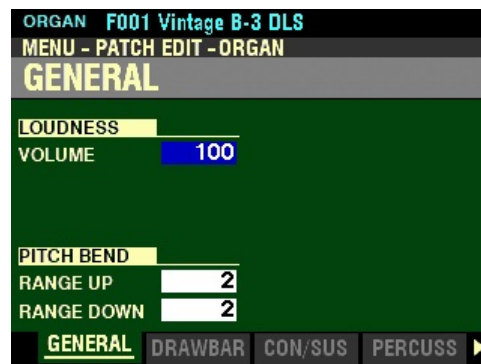 ORGAN F001 Vintage B-3 DLS
MENU - PATCH EDIT - ORGAN
GENERAL
LOUDNESS
VOLUME 100
PITCH BEND
RANGE UP 2
RANGE DOWN 2
GENERAL DRAWBAR CON/SUS PERCUSS